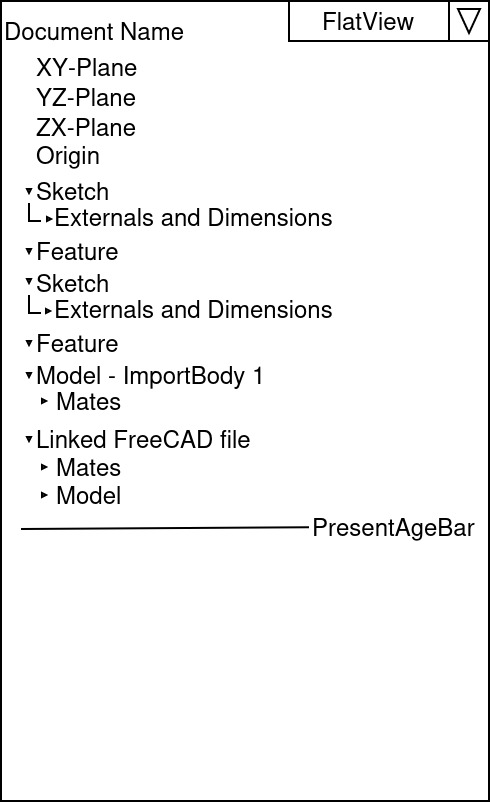 FlatView
Document Name
XY-Plane
YZ-Plane
ZX-Plane
Origin
Sketch
Externals and Dimensions
Feature
Sketch
Externals and Dimensions
Feature
Model - ImportBody 1
Mates
Linked FreeCAD file
Mates
Model
PresentAgeBar